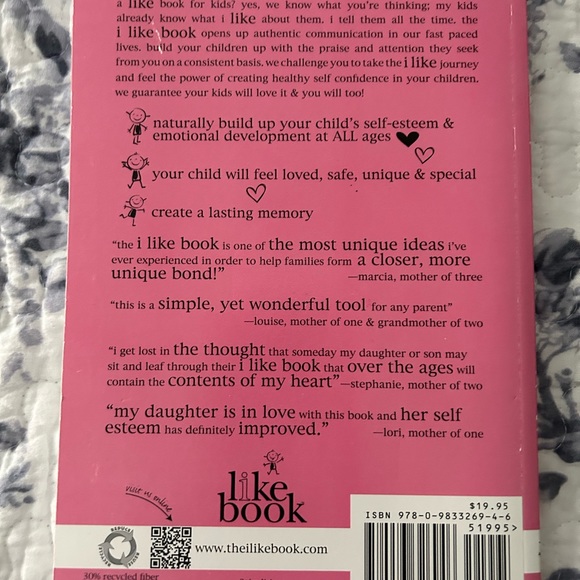 a like book for kids? yes, we know what you're thinking; my kids
already know what i like about them. i tell them all the time. the
i like book opens up authentic communication in our fast paced
lives. build your children up with the praise and attention they seek
from you on a consistent basis. we challenge you to take the i like journey
and feel the power of creating healthy self confidence in your children.
we guarantee your kids will love it & you will too!
naturally build up your child's self-esteem &
emotional development at ALL ages
your child will feel loved, safe, unique & special
create a lasting memory
"the i like book is one of the most unique ideas i've
ever experienced in order to help families form a closer, more
unique bond!" —marcia, mother of three
"this is a simple, yet wonderful tool for any parent"
—louise, mother of one & grandmother of two
"i get lost in the thought that someday my daughter or son may
sit and leaf through their i like book that over the ages will
contain the contents of my heart"—stephanie, mother of two
"my daughter is in love with this book and her self
esteem has definitely improved." —lori, mother of one
like
book
visit us online
www.theilikebook.com
$19.95
ISBN 978-0-9833269-4-6
51995>
30% recycled fiber